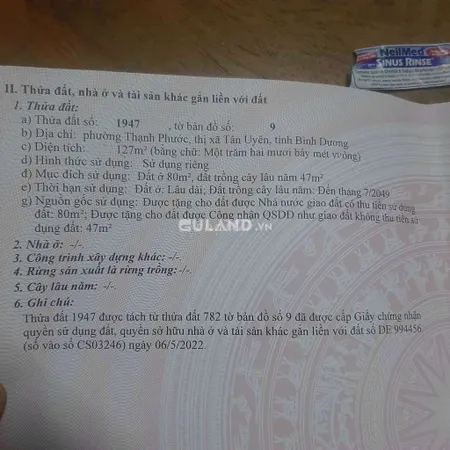 NeilMed
SINUS RINSE
II. Thửa đất, nhà ở và tài sản khác gắn liền với đất
1. Thửa đất:
a) Thửa đất số: 1947 , tờ bản đồ số: 9
b) Địa chỉ: phường Thạnh Phước, thị xã Tân Uyên, tỉnh Bình Dương
c) Diện tích: 127m² (bằng chữ: Một trăm hai mươi bảy mét vuông)
d) Hình thức sử dụng: Sử dụng riêng
đ) Mục đích sử dụng: Đất ở 80m², đất trồng cây lâu năm 47m²
e) Thời hạn sử dụng: Đất ở: Lâu dài; Đất trồng cây lâu năm: Đến tháng 7/2049
g) Nguồn gốc sử dụng: Được tặng cho đất được Nhà nước giao đất có thu tiền sử dụng
đất: 80m²; Được tặng cho đất được Công nhận QSDĐ như giao đất không thu tiền sử
dụng đất: 47m²
GULAND.VN
2. Nhà ở: -/-
3. Công trình xây dựng khác: -/-
4. Rừng sản xuất là rừng trồng: -/-
5. Cây lâu năm: -/-
6. Ghi chú:
Thửa đất 1947 được tách từ thửa đất 782 tờ bản đồ số 9 đã được cấp Giấy chứng nhận
quyền sử dụng đất, quyền sở hữu nhà ở và tài sản khác gắn liền với đất số DE 994456
(số vào sổ CS03246) ngày 06/5/2022.